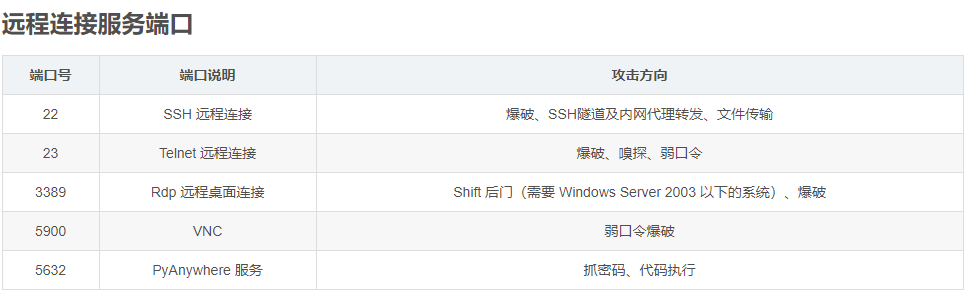 远程连接服务端口
端口号 端口说明 攻击方向
22 SSH 远程连接 爆破、SSH隧道及内网代理转发、文件传输
23 Telnet 远程连接 爆破、嗅探、弱口令
3389 Rdp 远程桌面连接 Shift 后门（需要 Windows Server 2003 以下的系统）、爆破
5900 VNC 弱口令爆破
5632 PyAnywhere 服务 抓密码、代码执行